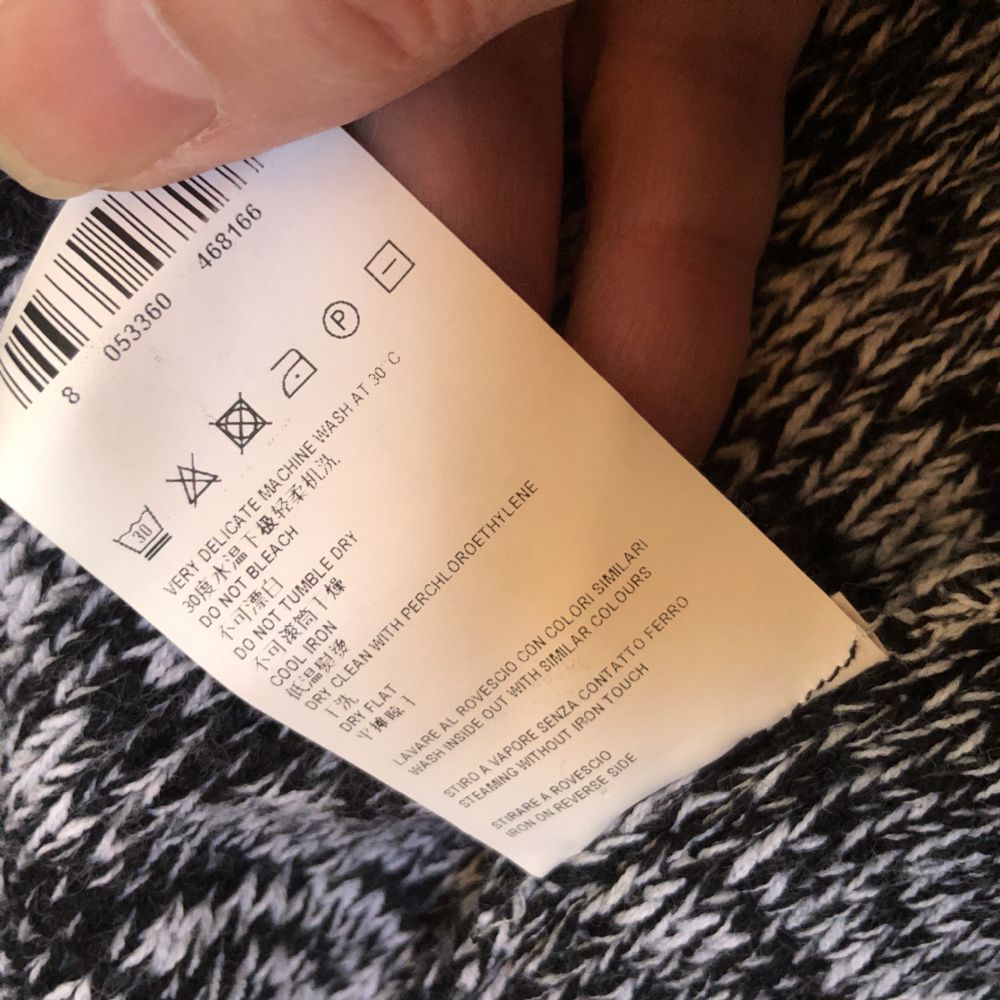 8 053360 468166
30
P
VERY DELICATE MACHINE WASH AT 30°C
30度水温下极轻柔机洗
DO NOT BLEACH
不可漂白
DO NOT TUMBLE DRY
不可滚筒干燥
COOL IRON
低温熨烫
DRY CLEAN WITH PERCHLOROETHYLENE
干洗
DRY FLAT
平摊晾干
LAVARE AL ROVESCIO CON COLORI SIMILARI
WASH INSIDE OUT WITH SIMILAR COLOURS
STIRO A VAPORE SENZA CONTATTO FERRO
STEAMING WITHOUT IRON TOUCH
STIRARE A ROVESCIO
IRON ON REVERSE SIDE